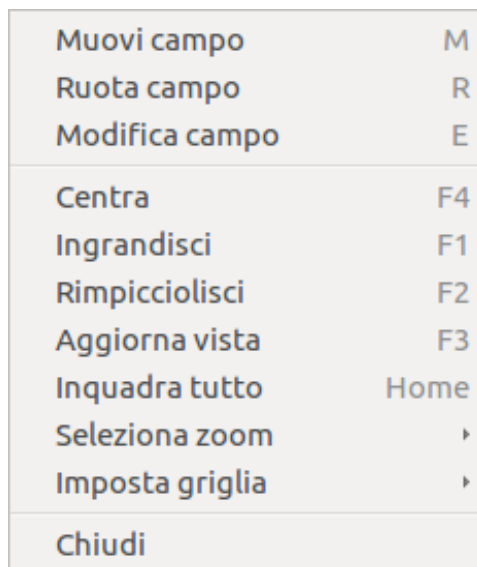 Muovi campo M
Ruota campo R
Modifica campo E
Centra F4
Ingrandisci F1
Rimpicciolisci F2
Aggiorna vista F3
Inquadra tutto Home
Seleziona zoom
Imposta griglia
Chiudi